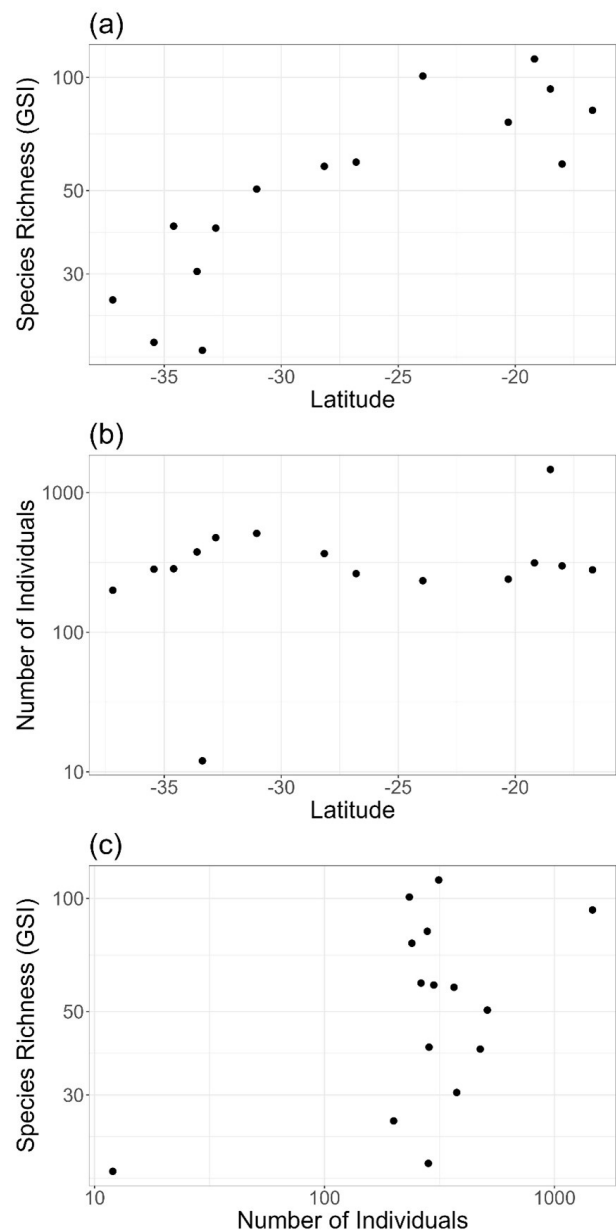 (a)
Species Richness (GSI)
100
50
30
-35 -30 -25 -20
Latitude
(b)
Number of Individuals
1000
100
10
-35 -30 -25 -20
Latitude
(c)
Species Richness (GSI)
100
50
30
10 100 1000
Number of Individuals